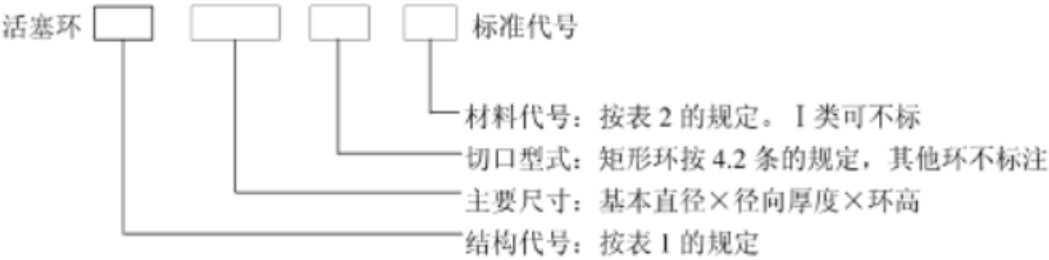 活塞环 标准代号
材料代号：按表 2 的规定。Ⅰ类可不标
切口型式：矩形环按 4.2 条的规定，其他环不标注
主要尺寸：基本直径×径向厚度×环高
结构代号：按表 1 的规定